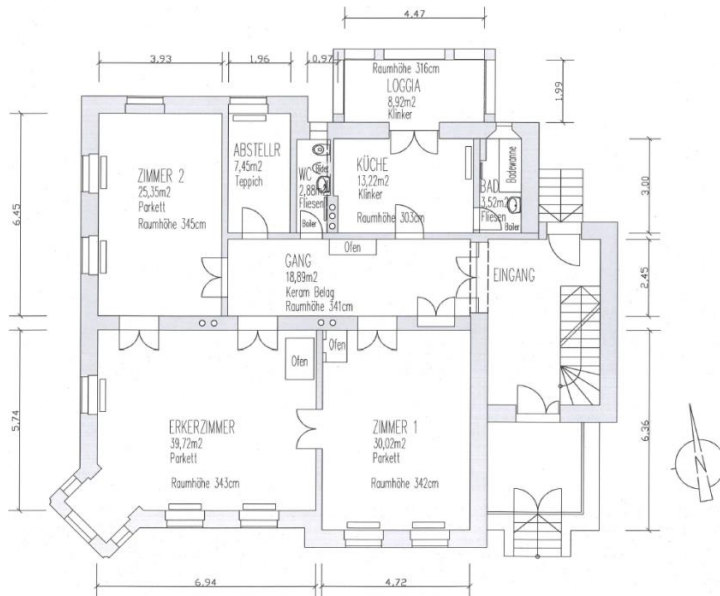 4.47
3.93
1.96
0.97
Raumhöhe 316cm
LOGGIA
8,92m2
Klinker
1.99
ZIMMER 2
25,35m2
Parkett
Raumhöhe 345cm
ABSTELLR
7,45m2
Teppich
WC
2,88m2
Fliesen
Bidet
Boiler
KÜCHE
13,22m2
Klinker
Raumhöhe 303cm
BAD
3,52m2
Fliesen
Badewanne
Boiler
3.00
6.45
GANG
18,89m2
Keram Belag
Raumhöhe 341cm
Ofen
EINGANG
2.45
Ofen
Ofen
ERKERZIMMER
39,72m2
Parkett
Raumhöhe 343cm
ZIMMER 1
30,02m2
Parkett
Raumhöhe 342cm
5.74
6.36
N
6.94
4.72